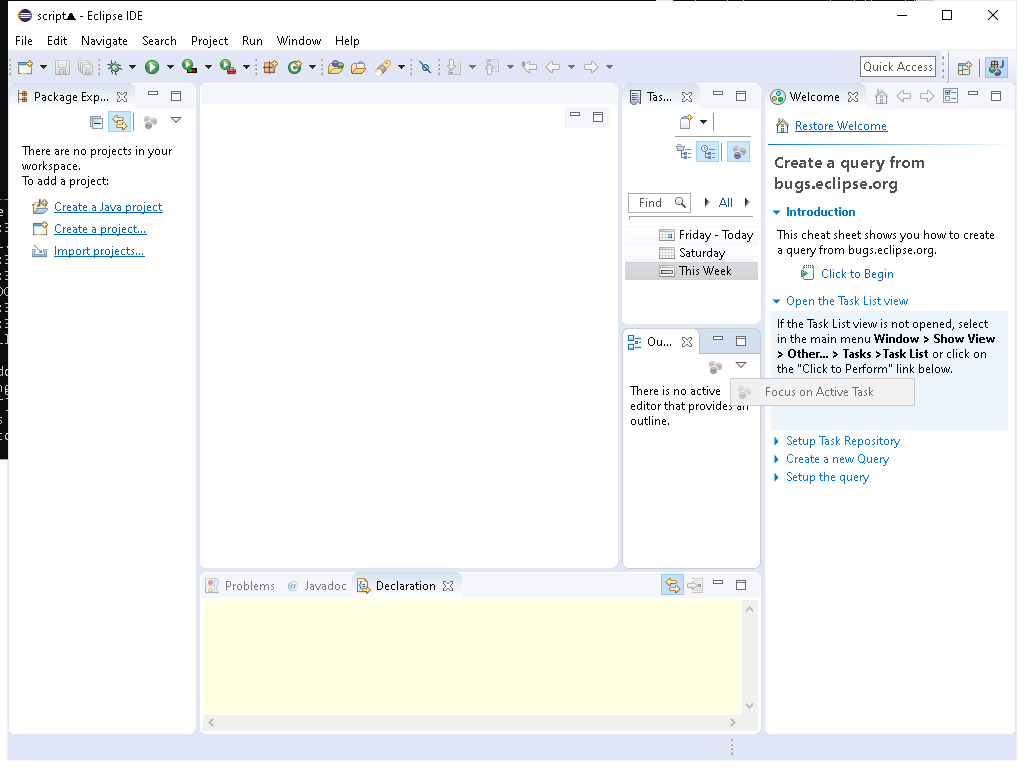 script▲ - Eclipse IDE
File Edit Navigate Search Project Run Window Help
Quick Access
Package Exp...
There are no projects in your
workspace.
To add a project:
Create a Java project
Create a project...
Import projects...
Tas...
Find
All
Friday - Today
Saturday
This Week
Ou...
There is no active
editor that provides an
outline.
Focus on Active Task
Welcome
Restore Welcome
Create a query from
bugs.eclipse.org
Introduction
This cheat sheet shows you how to create
a query from bugs.eclipse.org.
Click to Begin
Open the Task List view
If the Task List view is not opened, select
in the main menu Window > Show View
> Other... > Tasks >Task List or click on
the "Click to Perform" link below.
Setup Task Repository
Create a new Query
Setup the query
Problems @ Javadoc Declaration